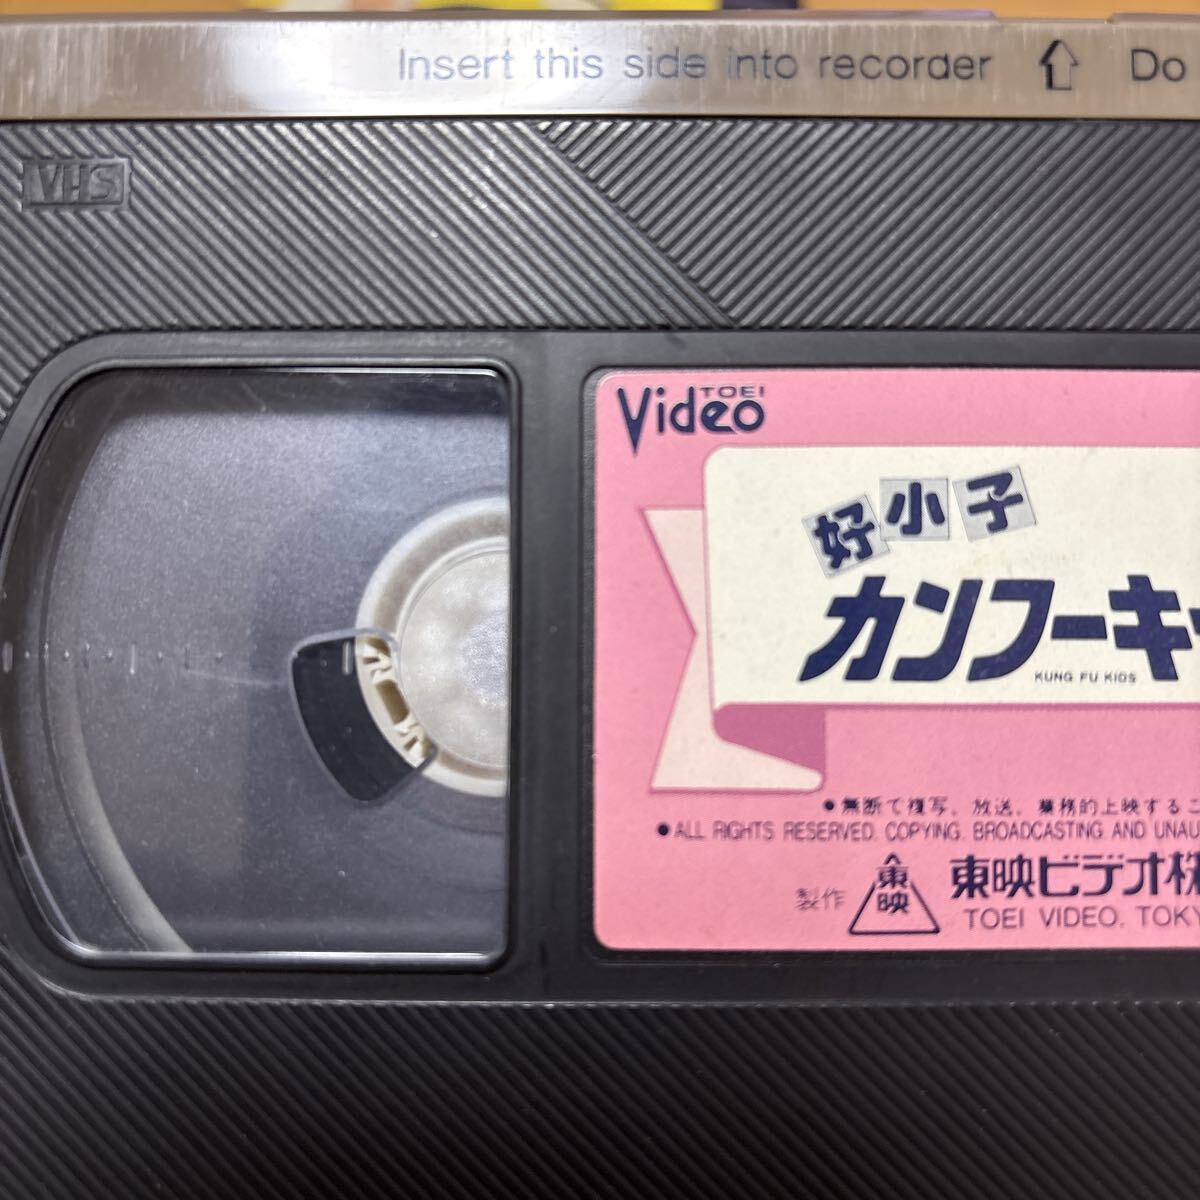 Insert this side into recorder ⇧ Do
VHS
TOEI
Video
好小子
カンフーキ
KUNG FU KIDS
●無断で複写、放送、業務的上映するこ
●ALL RIGHTS RESERVED. COPYING. BROADCASTING AND UNAU
製作 東映 東映ビデオ株
TOEI VIDEO. TOKY